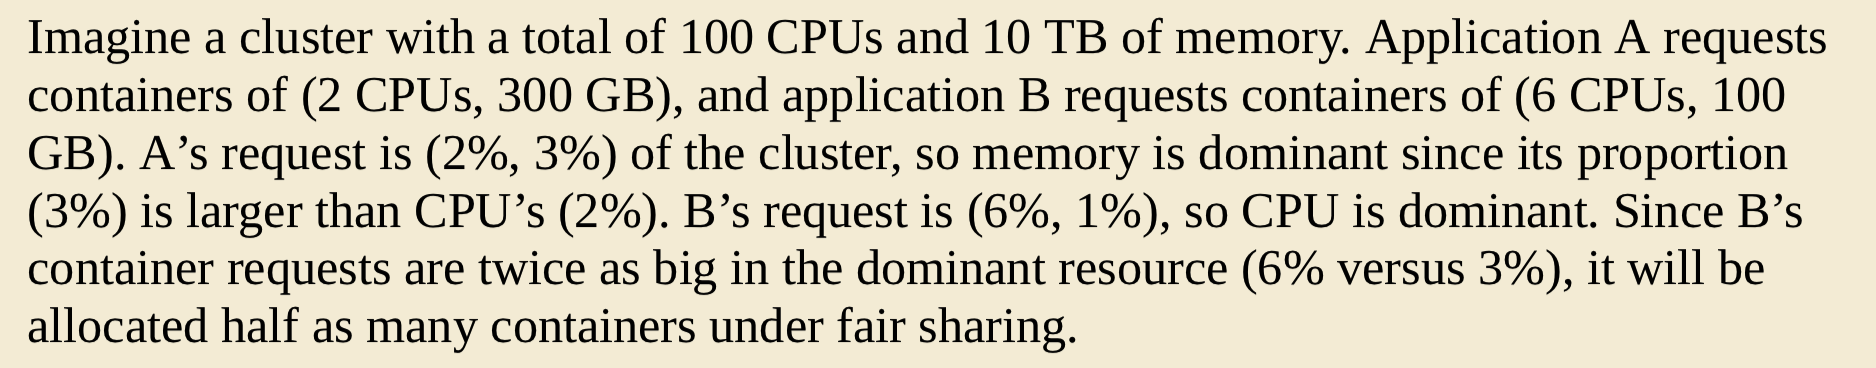 Imagine a cluster with a total of 100 CPUs and 10 TB of memory. Application A requests
containers of (2 CPUs, 300 GB), and application B requests containers of (6 CPUs, 100
GB). A’s request is (2%, 3%) of the cluster, so memory is dominant since its proportion
(3%) is larger than CPU’s (2%). B’s request is (6%, 1%), so CPU is dominant. Since B’s
container requests are twice as big in the dominant resource (6% versus 3%), it will be
allocated half as many containers under fair sharing.